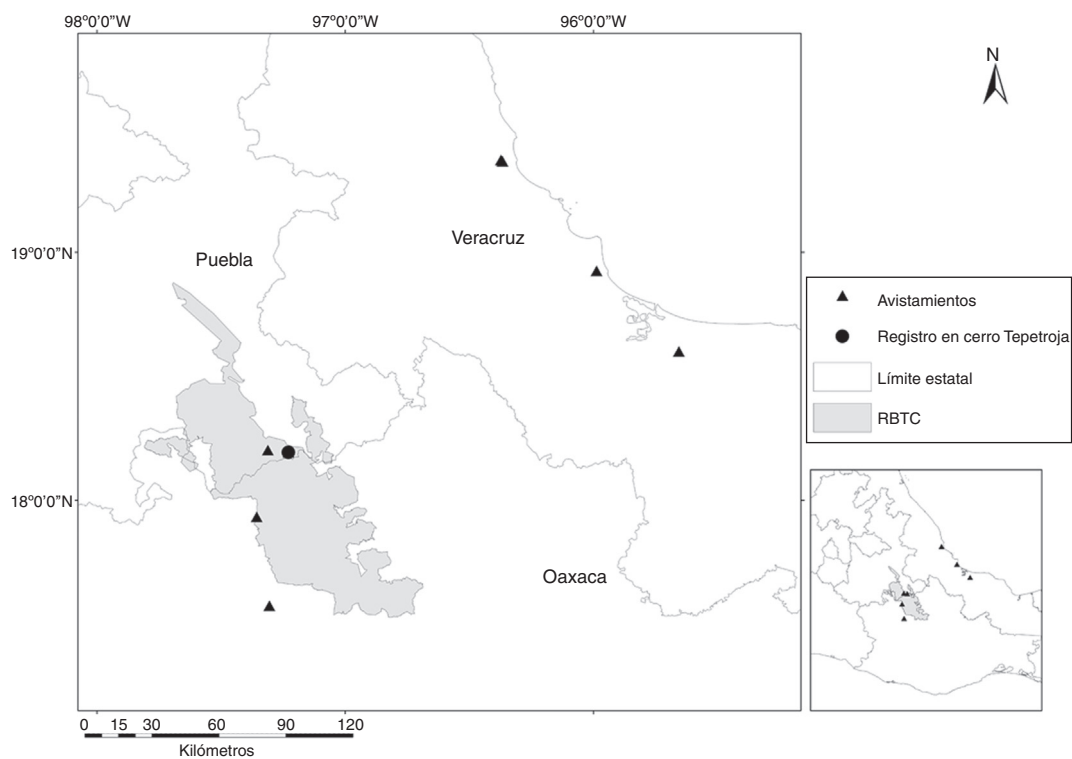 98°0'0"W 97°0'0"W 96°0'0"W
N
Veracruz
19°0'0"N
Puebla
Avistamientos
Registro en cerro Tepetroja
Límite estatal
RBTC
18°0'0"N
Oaxaca
0 15 30 60 90 120
Kilómetros